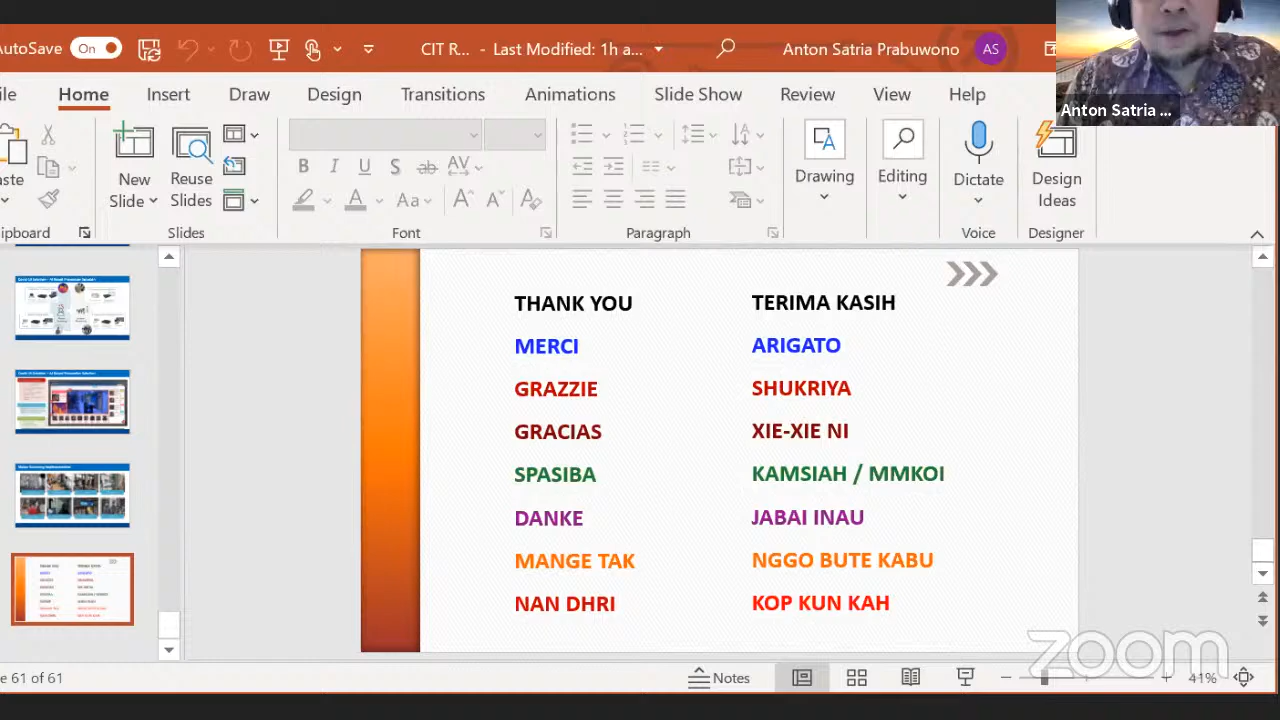 AutoSave On CIT R... - Last Modified: 1h a... Anton Satria Prabuwono AS
Home Insert Draw Design Transitions Animations Slide Show Review View Help
Anton Satria ...
New Slide
Reuse Slides
B I U S ab AV
Aa
Drawing
Editing
Dictate
Design Ideas
Slides Font Paragraph Voice Designer
THANK YOU TERIMA KASIH
MERCI ARIGATO
GRAZZIE SHUKRIYA
GRACIAS XIE-XIE NI
SPASIBA KAMSIAH / MMKOI
DANKE JABAI INAU
MANGE TAK NGGO BUTE KABU
NAN DHRI KOP KUN KAH
zoom
61 of 61 Notes 41%